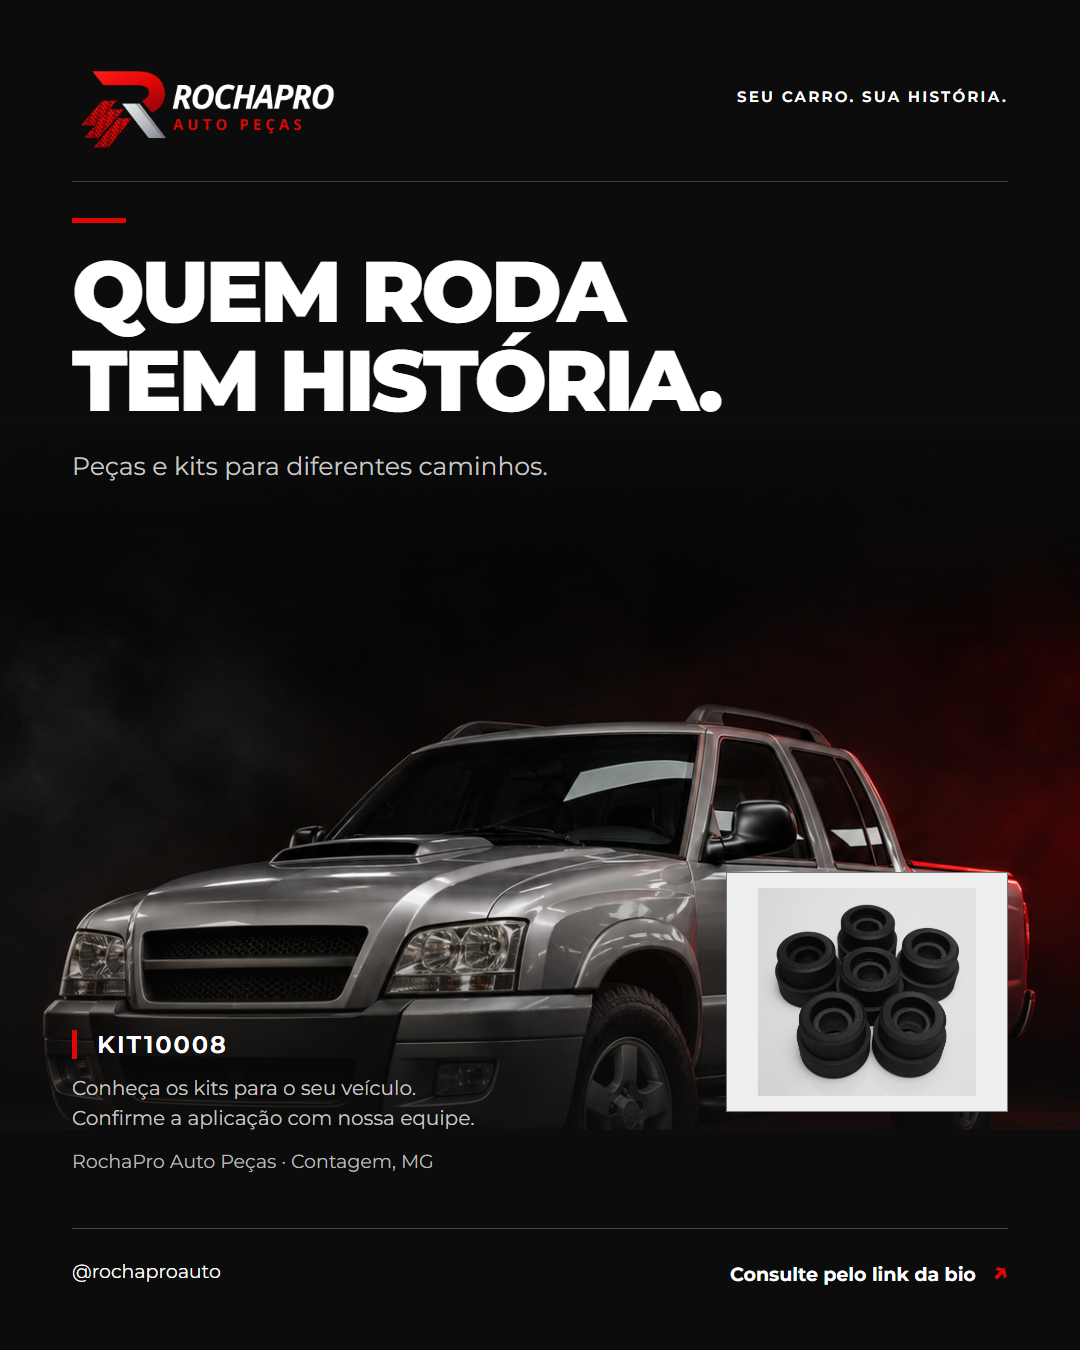 ROCHAPRO
AUTO PEÇAS
SEU CARRO. SUA HISTÓRIA.
QUEM RODA
TEM HISTÓRIA.
Peças e kits para diferentes caminhos.
KIT10008
Conheça os kits para o seu veículo.
Confirme a aplicação com nossa equipe.
RochaPro Auto Peças · Contagem, MG
@rochaproauto
Consulte pelo link da bio